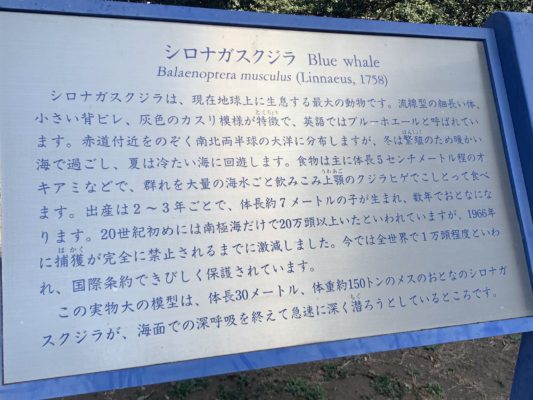 シロナガスクジラ Blue whale
Balaenoptera musculus (Linnaeus, 1758)
シロナガスクジラは、現在地球上に生息する最大の動物です。流線型の細長い体、
小さい背ビレ、灰色のカスリ模様が特徴で、英語ではブルーホエールと呼ばれてい
ます。赤道付近をのぞく南北両半球の大洋に分布しますが、冬は繁殖のため暖かい
海で過ごし、夏は冷たい海に回遊します。食物は主に体長5センチメートル程のオ
キアミなどで、群れを大量の海水ごと飲みこみ上顎のクジラヒゲでこしとって食べ
ます。出産は2～3年ごとで、体長約7メートルの子が生まれ、数年でおとなにな
ります。20世紀初めには南極海だけで20万頭以上いたといわれていますが、1966年
に捕獲が完全に禁止されるまでに激減しました。今では全世界で1万頭程度といわ
れ、国際条約できびしく保護されています。
この実物大の模型は、体長30メートル、体重約150トンのメスのおとなのシロナガ
スクジラが、海面での深呼吸を終えて急速に深く潜ろうとしているところです。